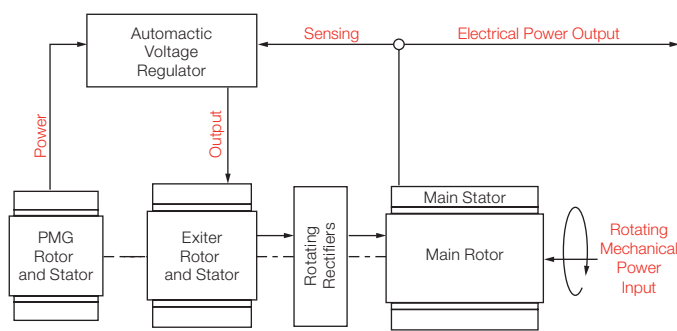 Automactic
Voltage
Regulator
Sensing
Electrical Power Output
Power
Output
PMG
Rotor
and Stator
Exiter
Rotor
and Stator
Rotating
Rectifiers
Main Stator
Main Rotor
Rotating
Mechanical
Power
Input